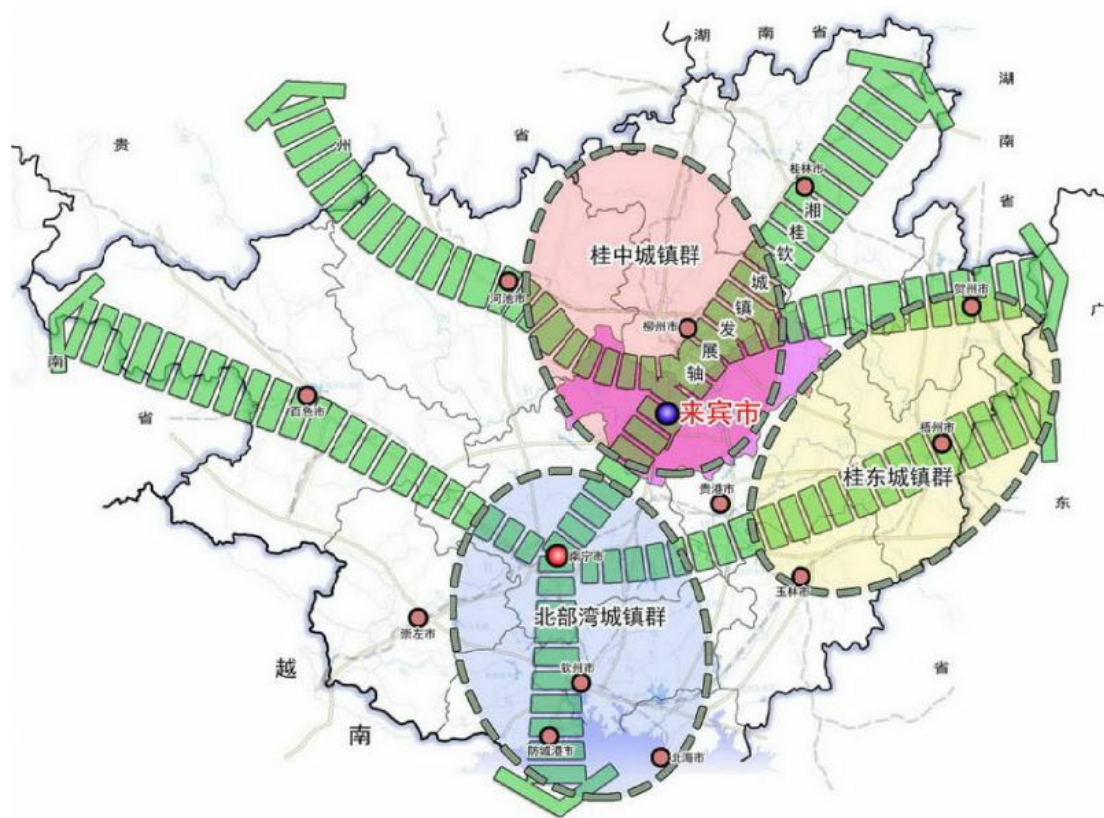 湖南省
湖南省
贵州省
桂林市
湘桂钦城镇发展轴
桂中城镇群
河池市
贺州市
柳州市
南
省
百色市
来宾市
梧州市
桂东城镇群
贵港市
广
东
省
南宁市
玉林市
北部湾城镇群
崇左市
钦州市
越南
防城港市
北海市